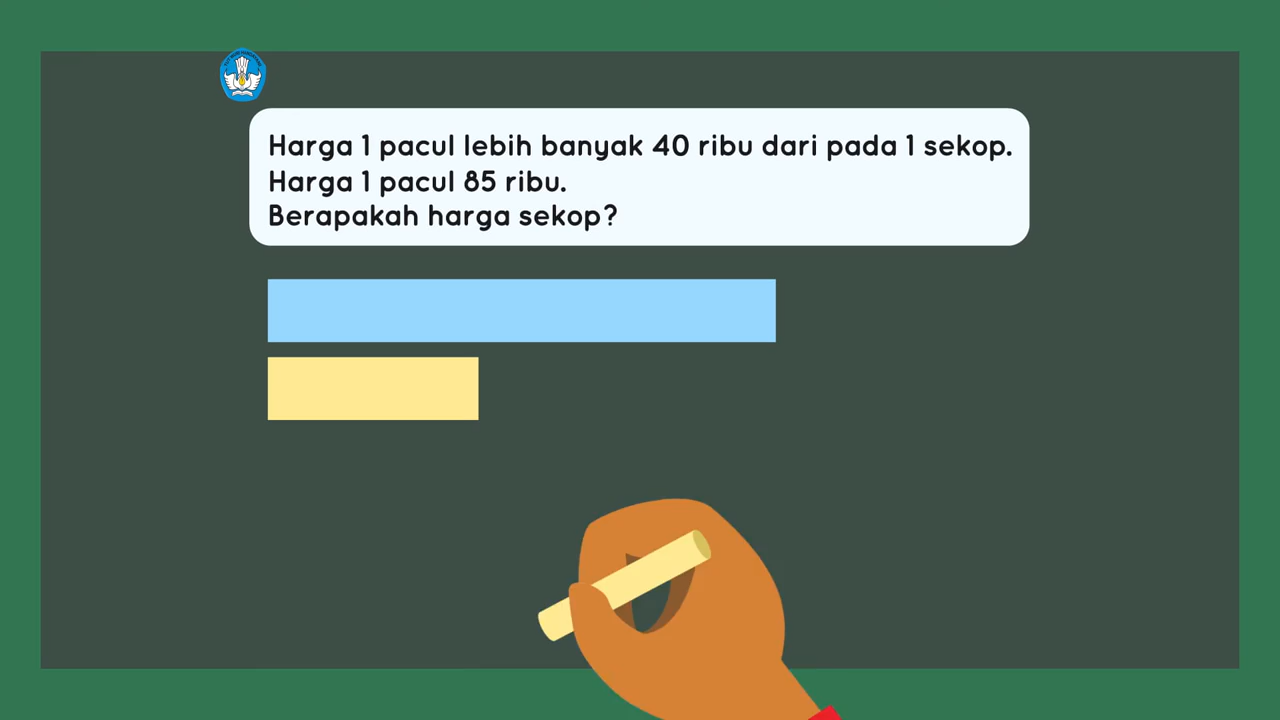 Harga 1 pacul lebih banyak 40 ribu dari pada 1 sekop.
Harga 1 pacul 85 ribu.
Berapakah harga sekop?